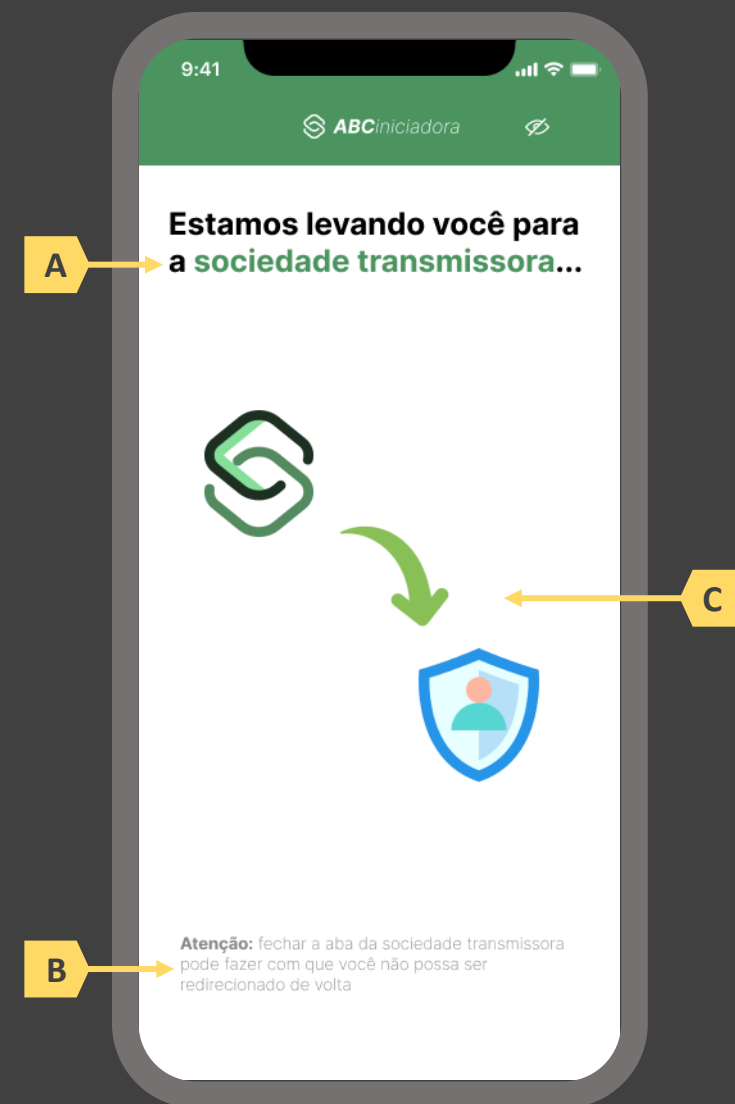 9:41
ABCiniciadora
Estamos levando você para
A
a sociedade transmissora...
C
Atenção: fechar a aba da sociedade transmissora
B
pode fazer com que você não possa ser
redirecionado de volta